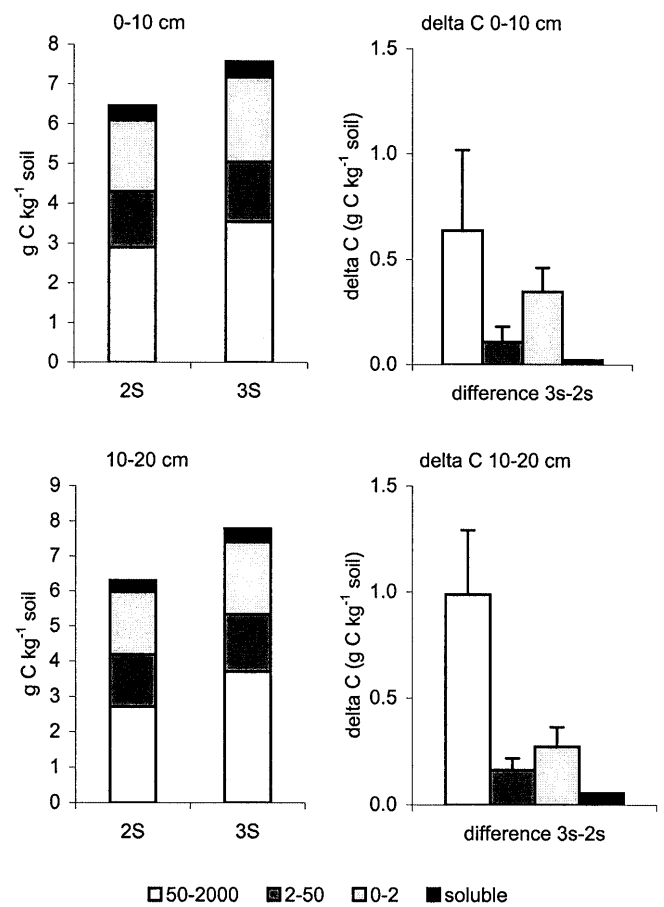 0-10 cm
8
7
6
5
4
3
2
1
0
g C kg⁻¹ soil
2S
3S
delta C 0-10 cm
1.5
1.0
0.5
0.0
delta C (g C kg⁻¹ soil)
difference 3s-2s
10-20 cm
9
8
7
6
5
4
3
2
1
0
g C kg⁻¹ soil
2S
3S
delta C 10-20 cm
1.5
1.0
0.5
0.0
delta C (g C kg⁻¹ soil)
difference 3s-2s
50-2000 2-50 0-2 soluble